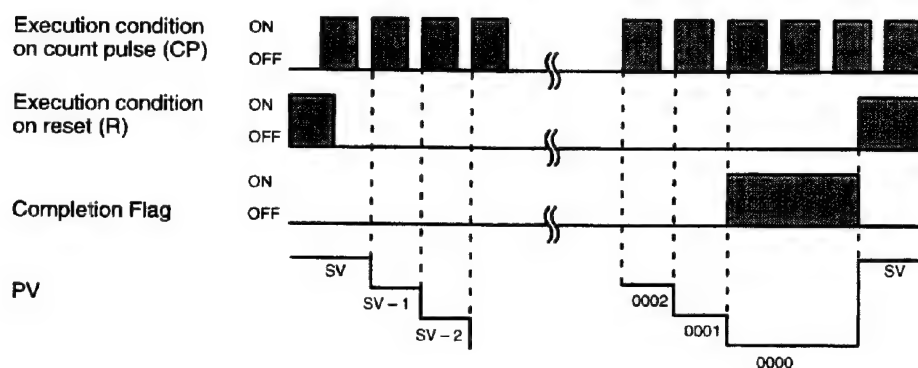 Execution condition
on count pulse (CP)
ON
OFF
Execution condition
on reset (R)
ON
OFF
Completion Flag
ON
OFF
PV
SV
SV – 1
SV – 2
0002
0001
0000
SV